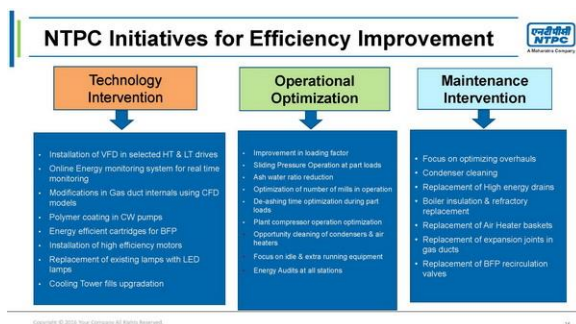 NTPC Initiatives for Efficiency Improvement
एनटीपीसी
NTPC
A Maharatna Company
Technology
Intervention
• Installation of VFD in selected HT & LT drives
• Online Energy monitoring system for real time
monitoring
• Modifications in Gas duct internals using CFD
models
• Polymer coating in CW pumps
• Energy efficient cartridges for BFP
• Installation of high efficiency motors
• Replacement of existing lamps with LED
lamps
• Cooling Tower fills upgradation
Operational
Optimization
• Improvement in loading factor
• Sliding Pressure Operation at part loads
• Ash water ratio reduction
• Optimization of number of mills in operation
• De-ashing time optimization during part
loads
• Plant compressor operation optimization
• Opportunity cleaning of condensers & air
heaters
• Focus on idle & extra running equipment
• Energy Audits at all stations
Maintenance
Intervention
• Focus on optimizing overhauls
• Condenser cleaning
• Replacement of High energy drains
• Boiler insulation & refractory
replacement
• Replacement of Air Heater baskets
• Replacement of expansion joints in
gas ducts
• Replacement of BFP recirculation
valves
Your Company All Rights Reserved